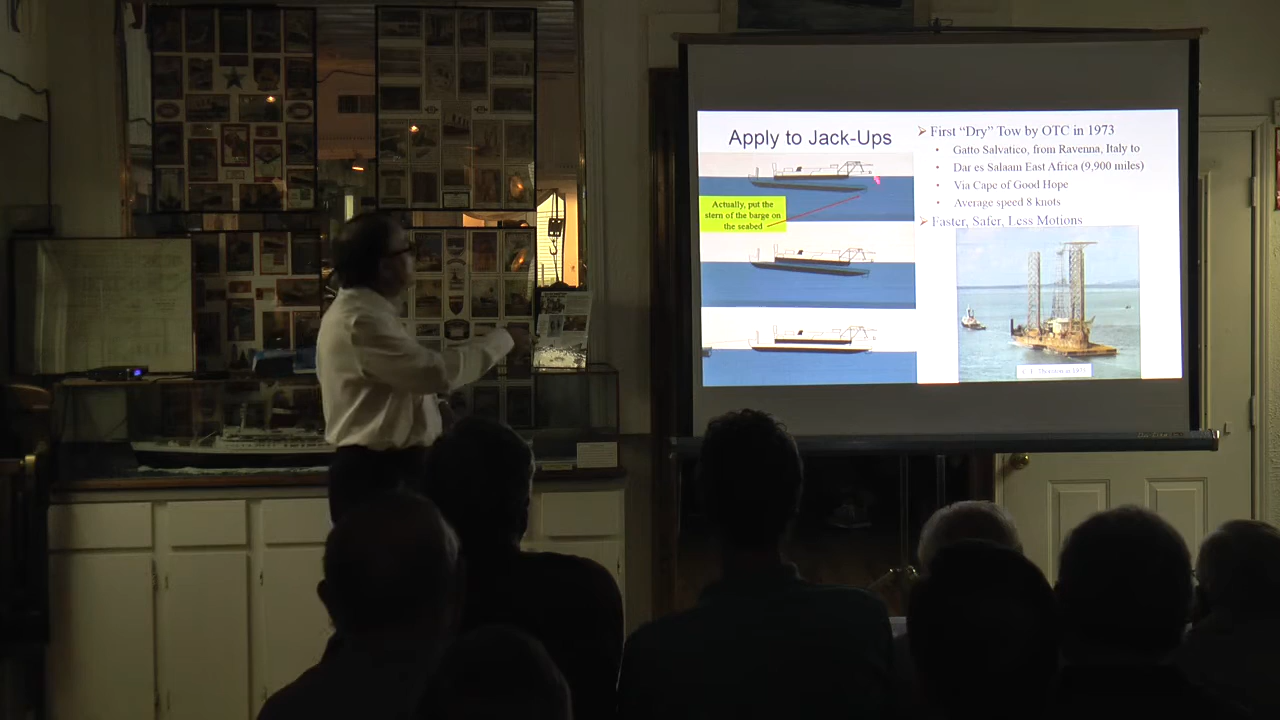 Apply to Jack-Ups
Actually, put the
stern of the barge on
the seabed
First “Dry” Tow by OTC in 1973
Gatto Salvatico, from Ravenna, Italy to
Dar es Salaam East Africa (9,900 miles)
Via Cape of Good Hope
Average speed 8 knots
Faster, Safer, Less Motions